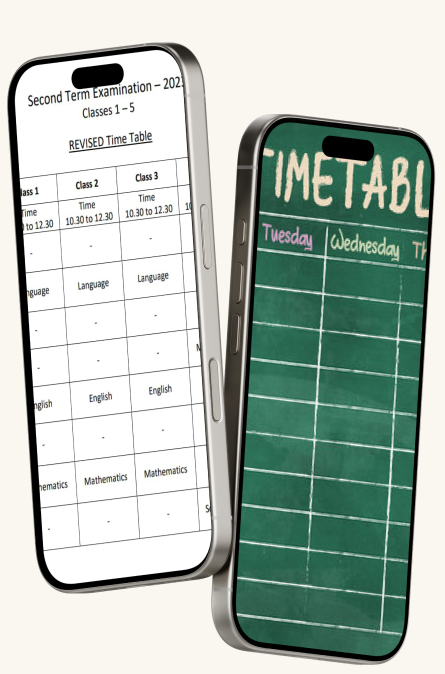 Second Term Examination – 202
Classes 1 – 5
REVISED Time Table
lass 1 Class 2 Class 3
Time Time Time
0 to 12.30 10.30 to 12.30 10.30 to 12.30 10
- - -
nguage Language Language
- - -
- - - M
nglish English English
- - -
hematics Mathematics Mathematics
- - - S
TIMETABL
Tuesday Wednesday Th